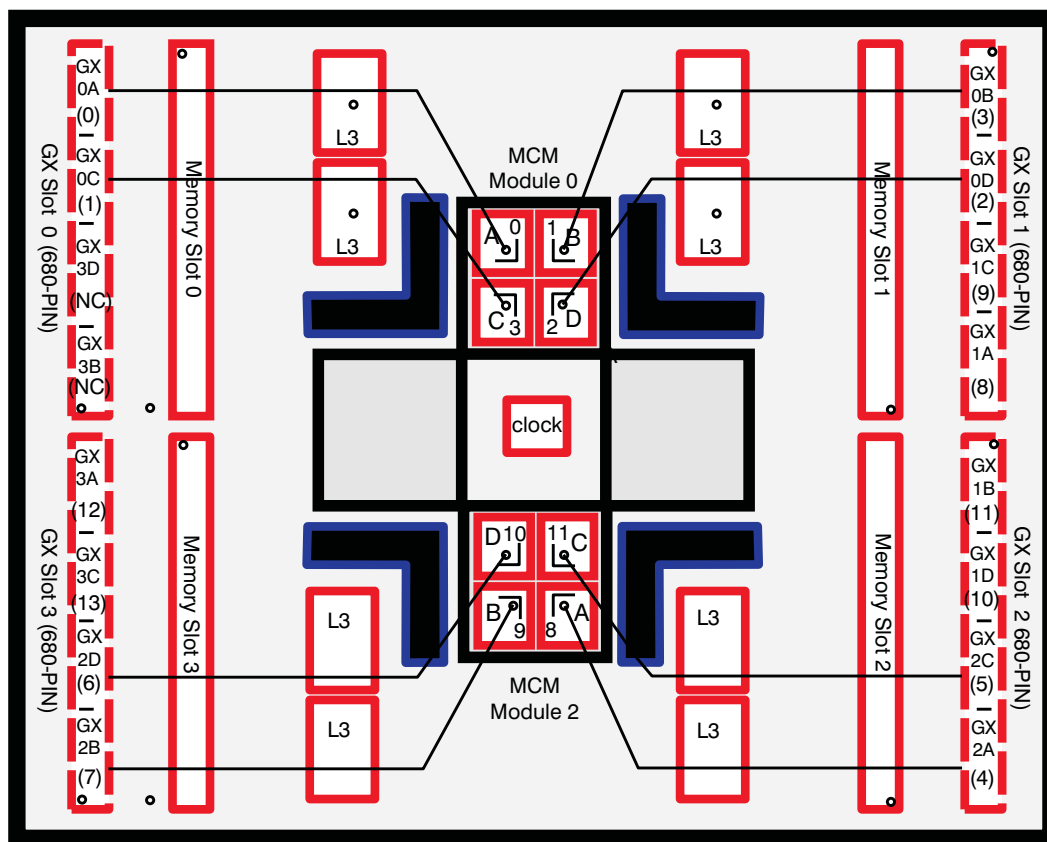 GX
0A
(0)
GX
0C
(1)
GX
3D
(NC)
GX
3B
(NC)
GX Slot 0 (680-PIN)
Memory Slot 0
L3
L3
MCM
Module 0
A 0
1 B
C 3
2 D
L3
L3
Memory Slot 1
GX
0B
(3)
GX
0D
(2)
GX
1C
(9)
GX
1A
(8)
GX Slot 1 (680-PIN)
clock
GX
3A
(12)
GX
3C
(13)
GX
2D
(6)
GX
2B
(7)
GX Slot 3 (680-PIN)
Memory Slot 3
L3
L3
D 10
11 C
B 9
8 A
MCM
Module 2
L3
L3
Memory Slot 2
GX
1B
(11)
GX
1D
(10)
GX
2C
(5)
GX
2A
(4)
GX Slot 2 680-PIN)